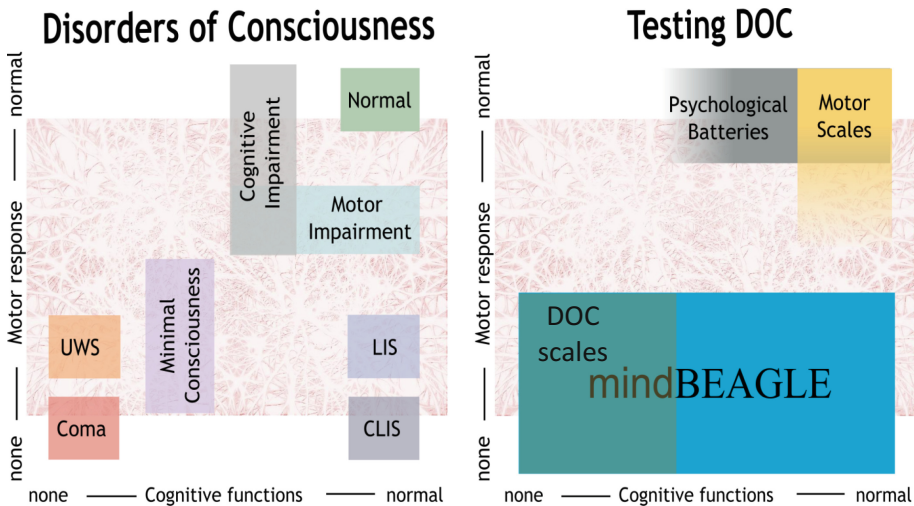 Disorders of Consciousness
normal
Motor response
none
Cognitive
Impairment
Normal
Motor
Impairment
Minimal
Consciousness
UWS
LIS
Coma
CLIS
none
Cognitive functions
normal
Testing DOC
normal
Motor response
none
Psychological
Batteries
Motor
Scales
DOC
scales
mindBEAGLE
none
Cognitive functions
normal